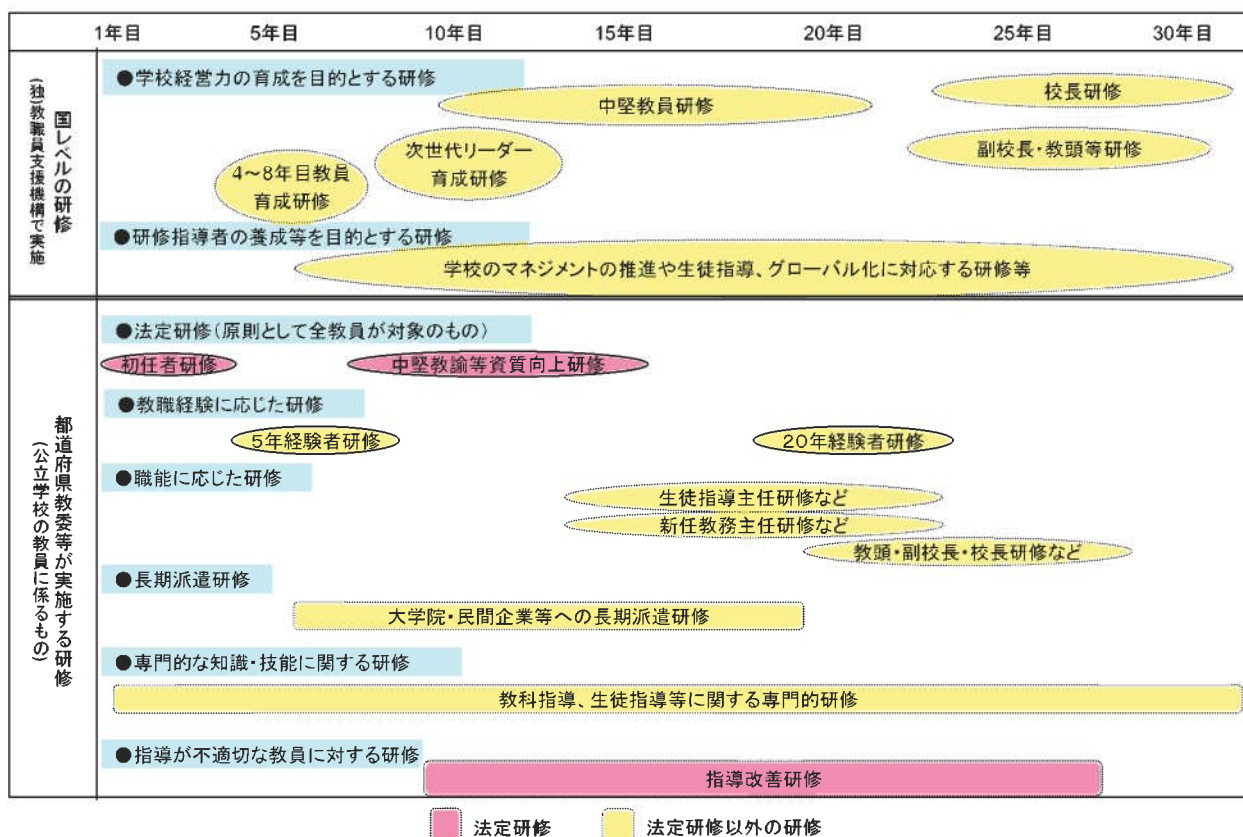 1年目 5年目 10年目 15年目 20年目 25年目 30年目
国レベルの研修
(独)教職員支援機構で実施
●学校経営力の育成を目的とする研修
校長研修
中堅教員研修
次世代リーダー
育成研修
副校長・教頭等研修
4～8年目教員
育成研修
●研修指導者の養成等を目的とする研修
学校のマネジメントの推進や生徒指導、グローバル化に対応する研修等
都道府県教委等が実施する研修
(公立学校の教員に係るもの)
●法定研修(原則として全教員が対象のもの)
初任者研修 中堅教諭等資質向上研修
●教職経験に応じた研修
5年経験者研修 20年経験者研修
●職能に応じた研修
生徒指導主任研修など
新任教務主任研修など
教頭・副校長・校長研修など
●長期派遣研修
大学院・民間企業等への長期派遣研修
●専門的な知識・技能に関する研修
教科指導、生徒指導等に関する専門的研修
●指導が不適切な教員に対する研修
指導改善研修
法定研修 法定研修以外の研修